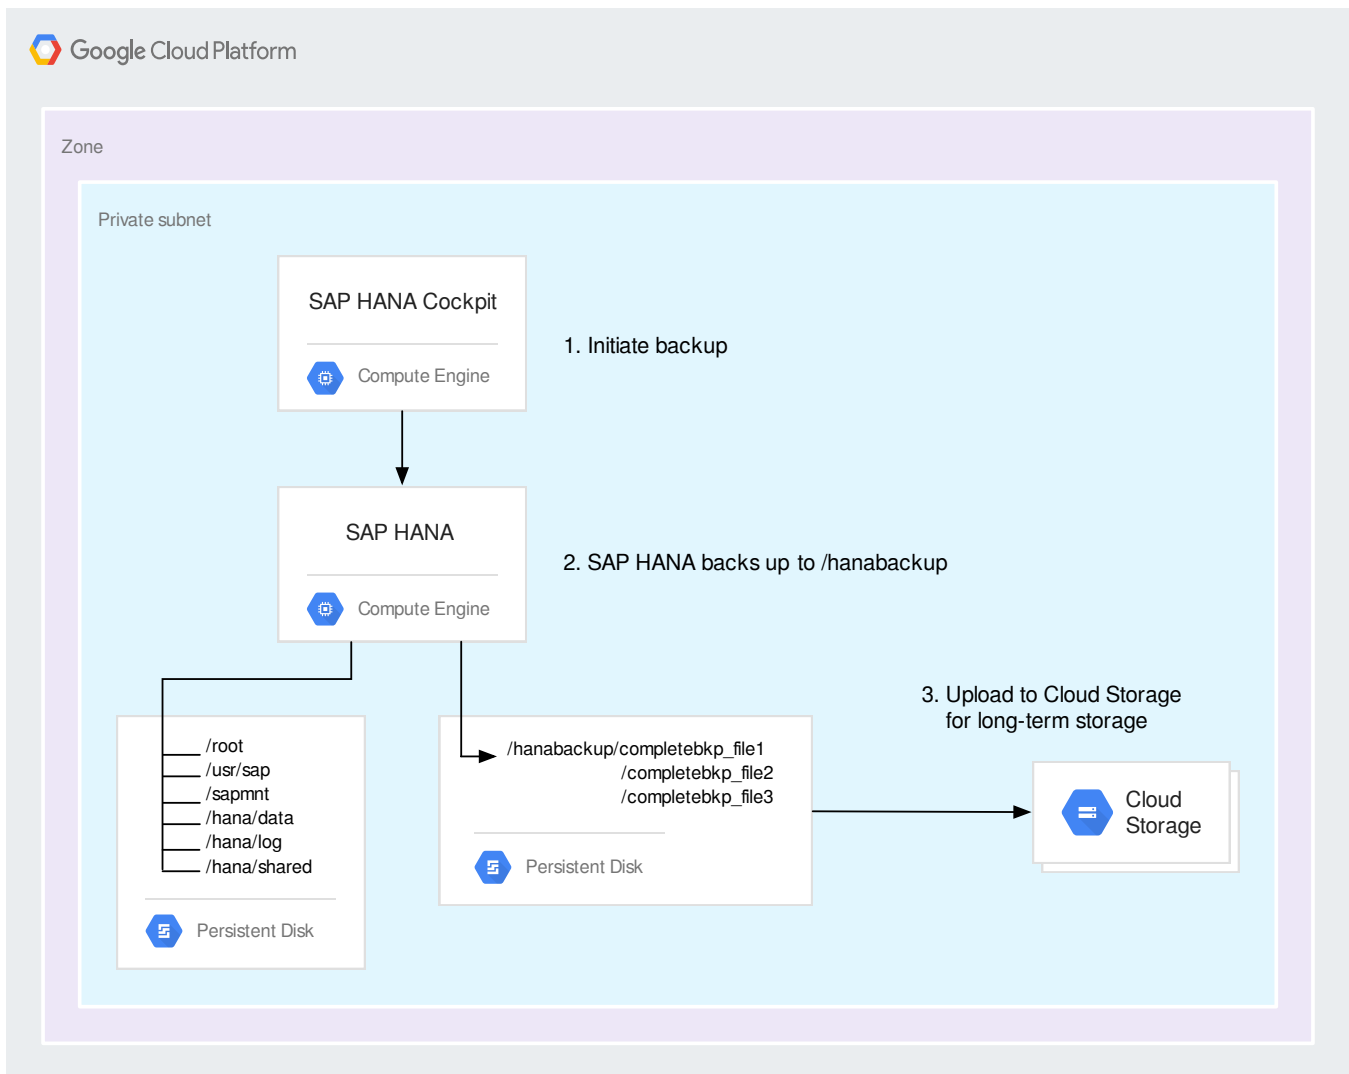 Google Cloud Platform
Zone
Private subnet
SAP HANA Cockpit
Compute Engine
1. Initiate backup
SAP HANA
Compute Engine
2. SAP HANA backs up to /hanabackup
/root
/usr/sap
/sapmnt
/hana/data
/hana/log
/hana/shared
Persistent Disk
/hanabackup/completebkp_file1
/completebkp_file2
/completebkp_file3
Persistent Disk
3. Upload to Cloud Storage
for long-term storage
Cloud
Storage